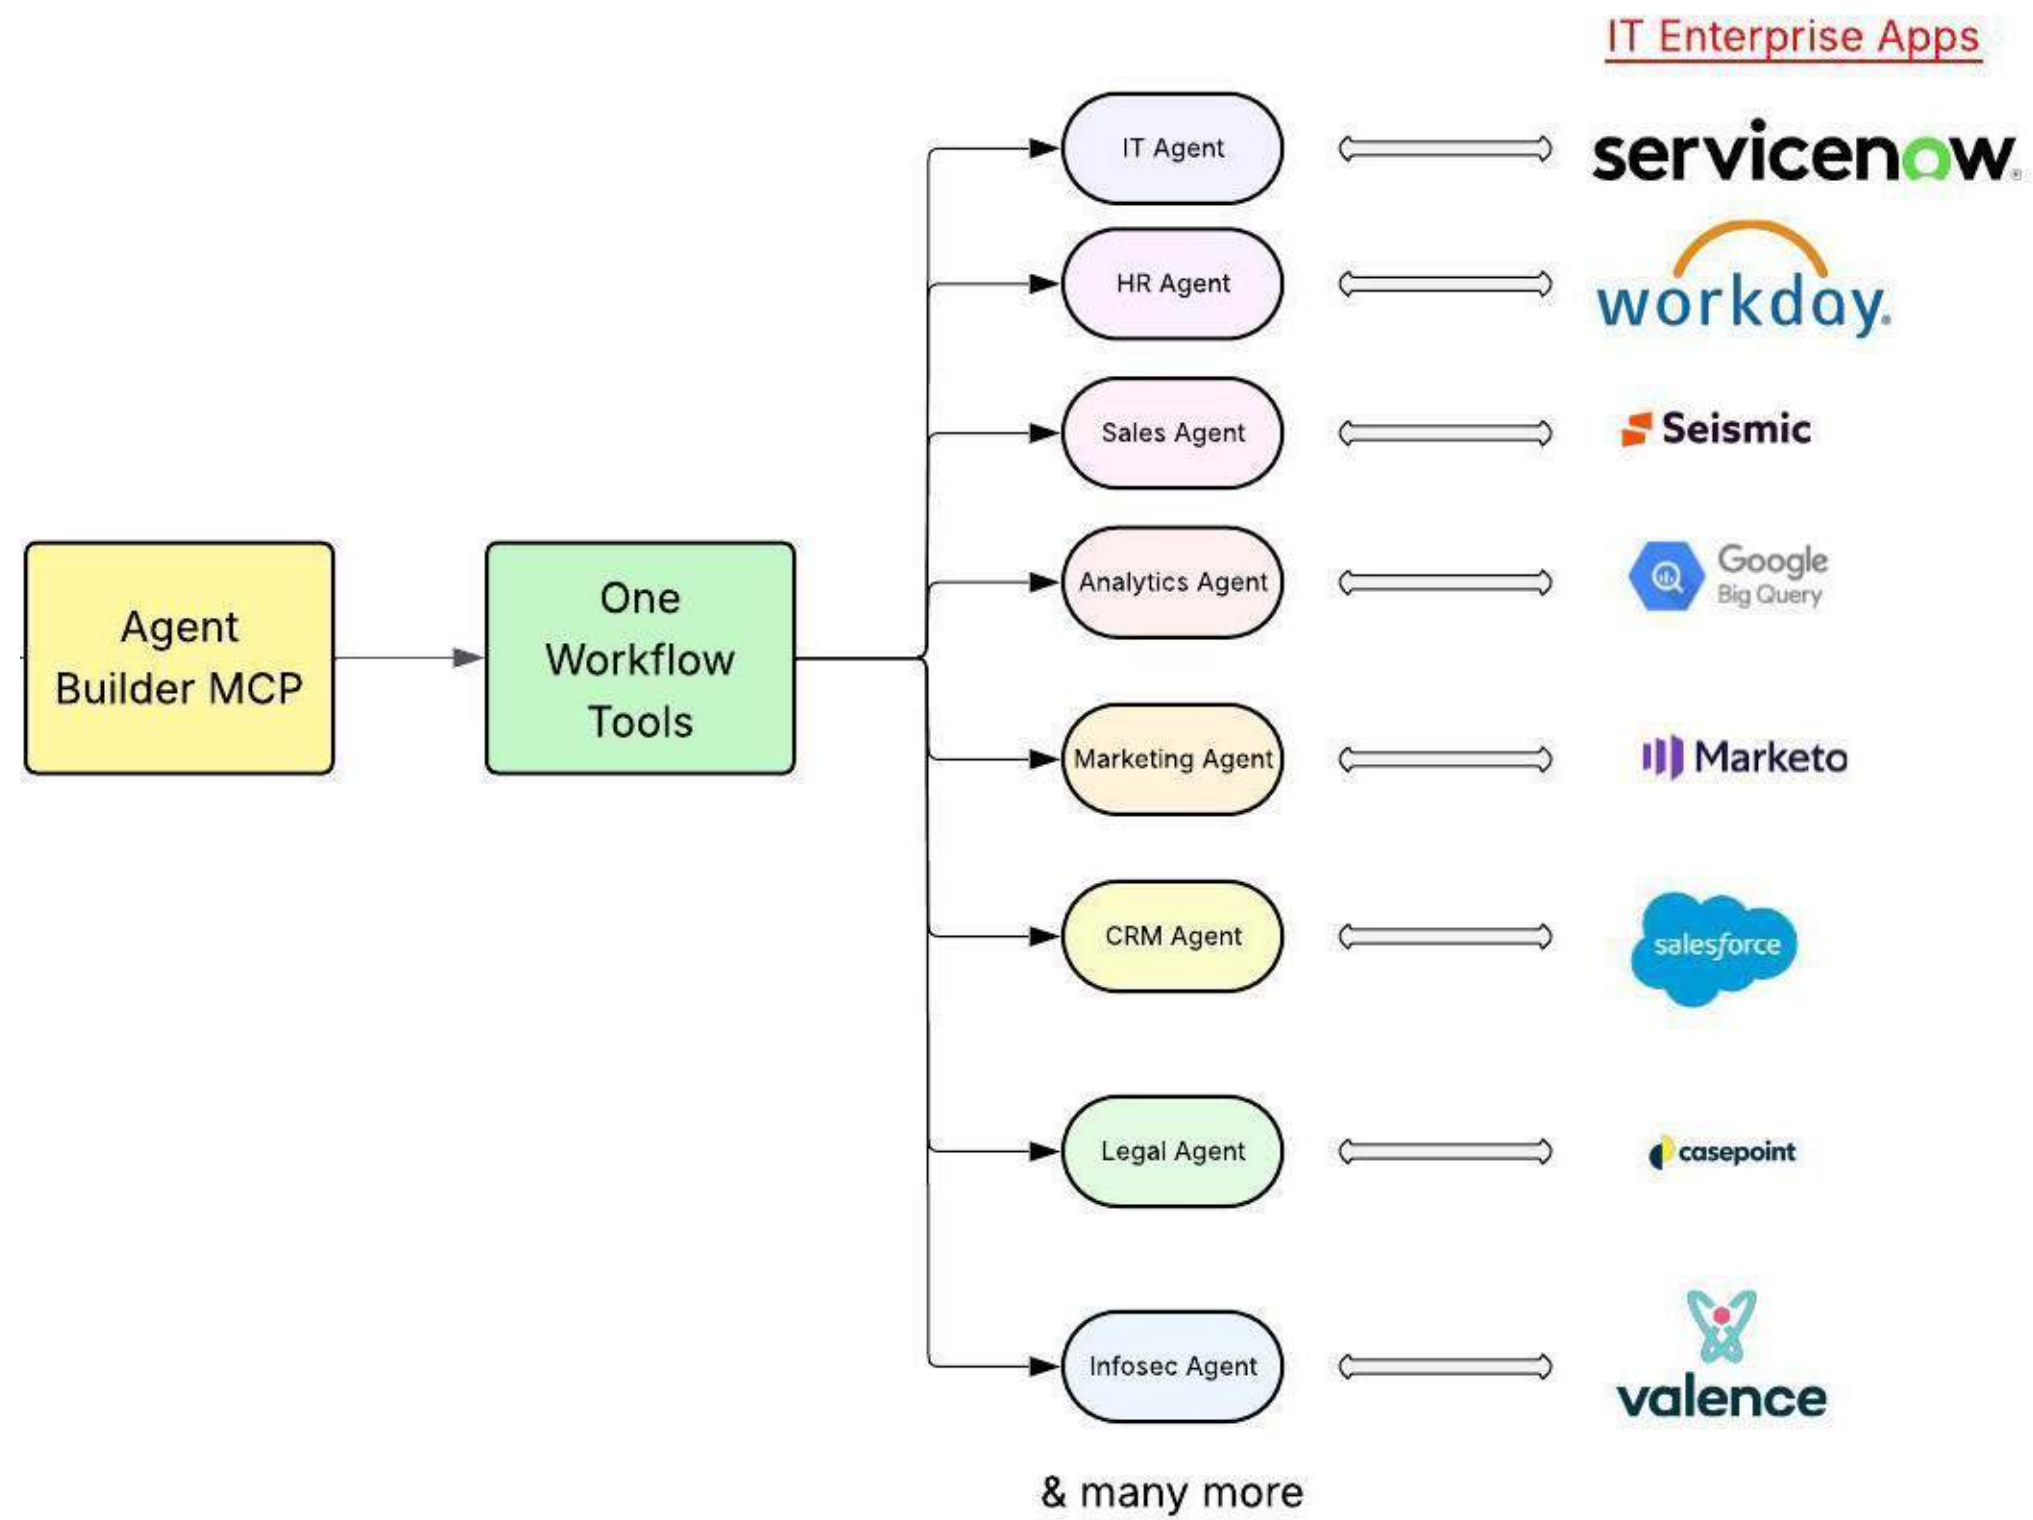 IT Enterprise Apps
IT Agent
servicenow®
HR Agent
workday®
Sales Agent
Seismic
Analytics Agent
Google
Big Query
Agent
Builder MCP
One
Workflow
Tools
Marketing Agent
Marketo
CRM Agent
salesforce
Legal Agent
casepoint
Infosec Agent
valence
& many more